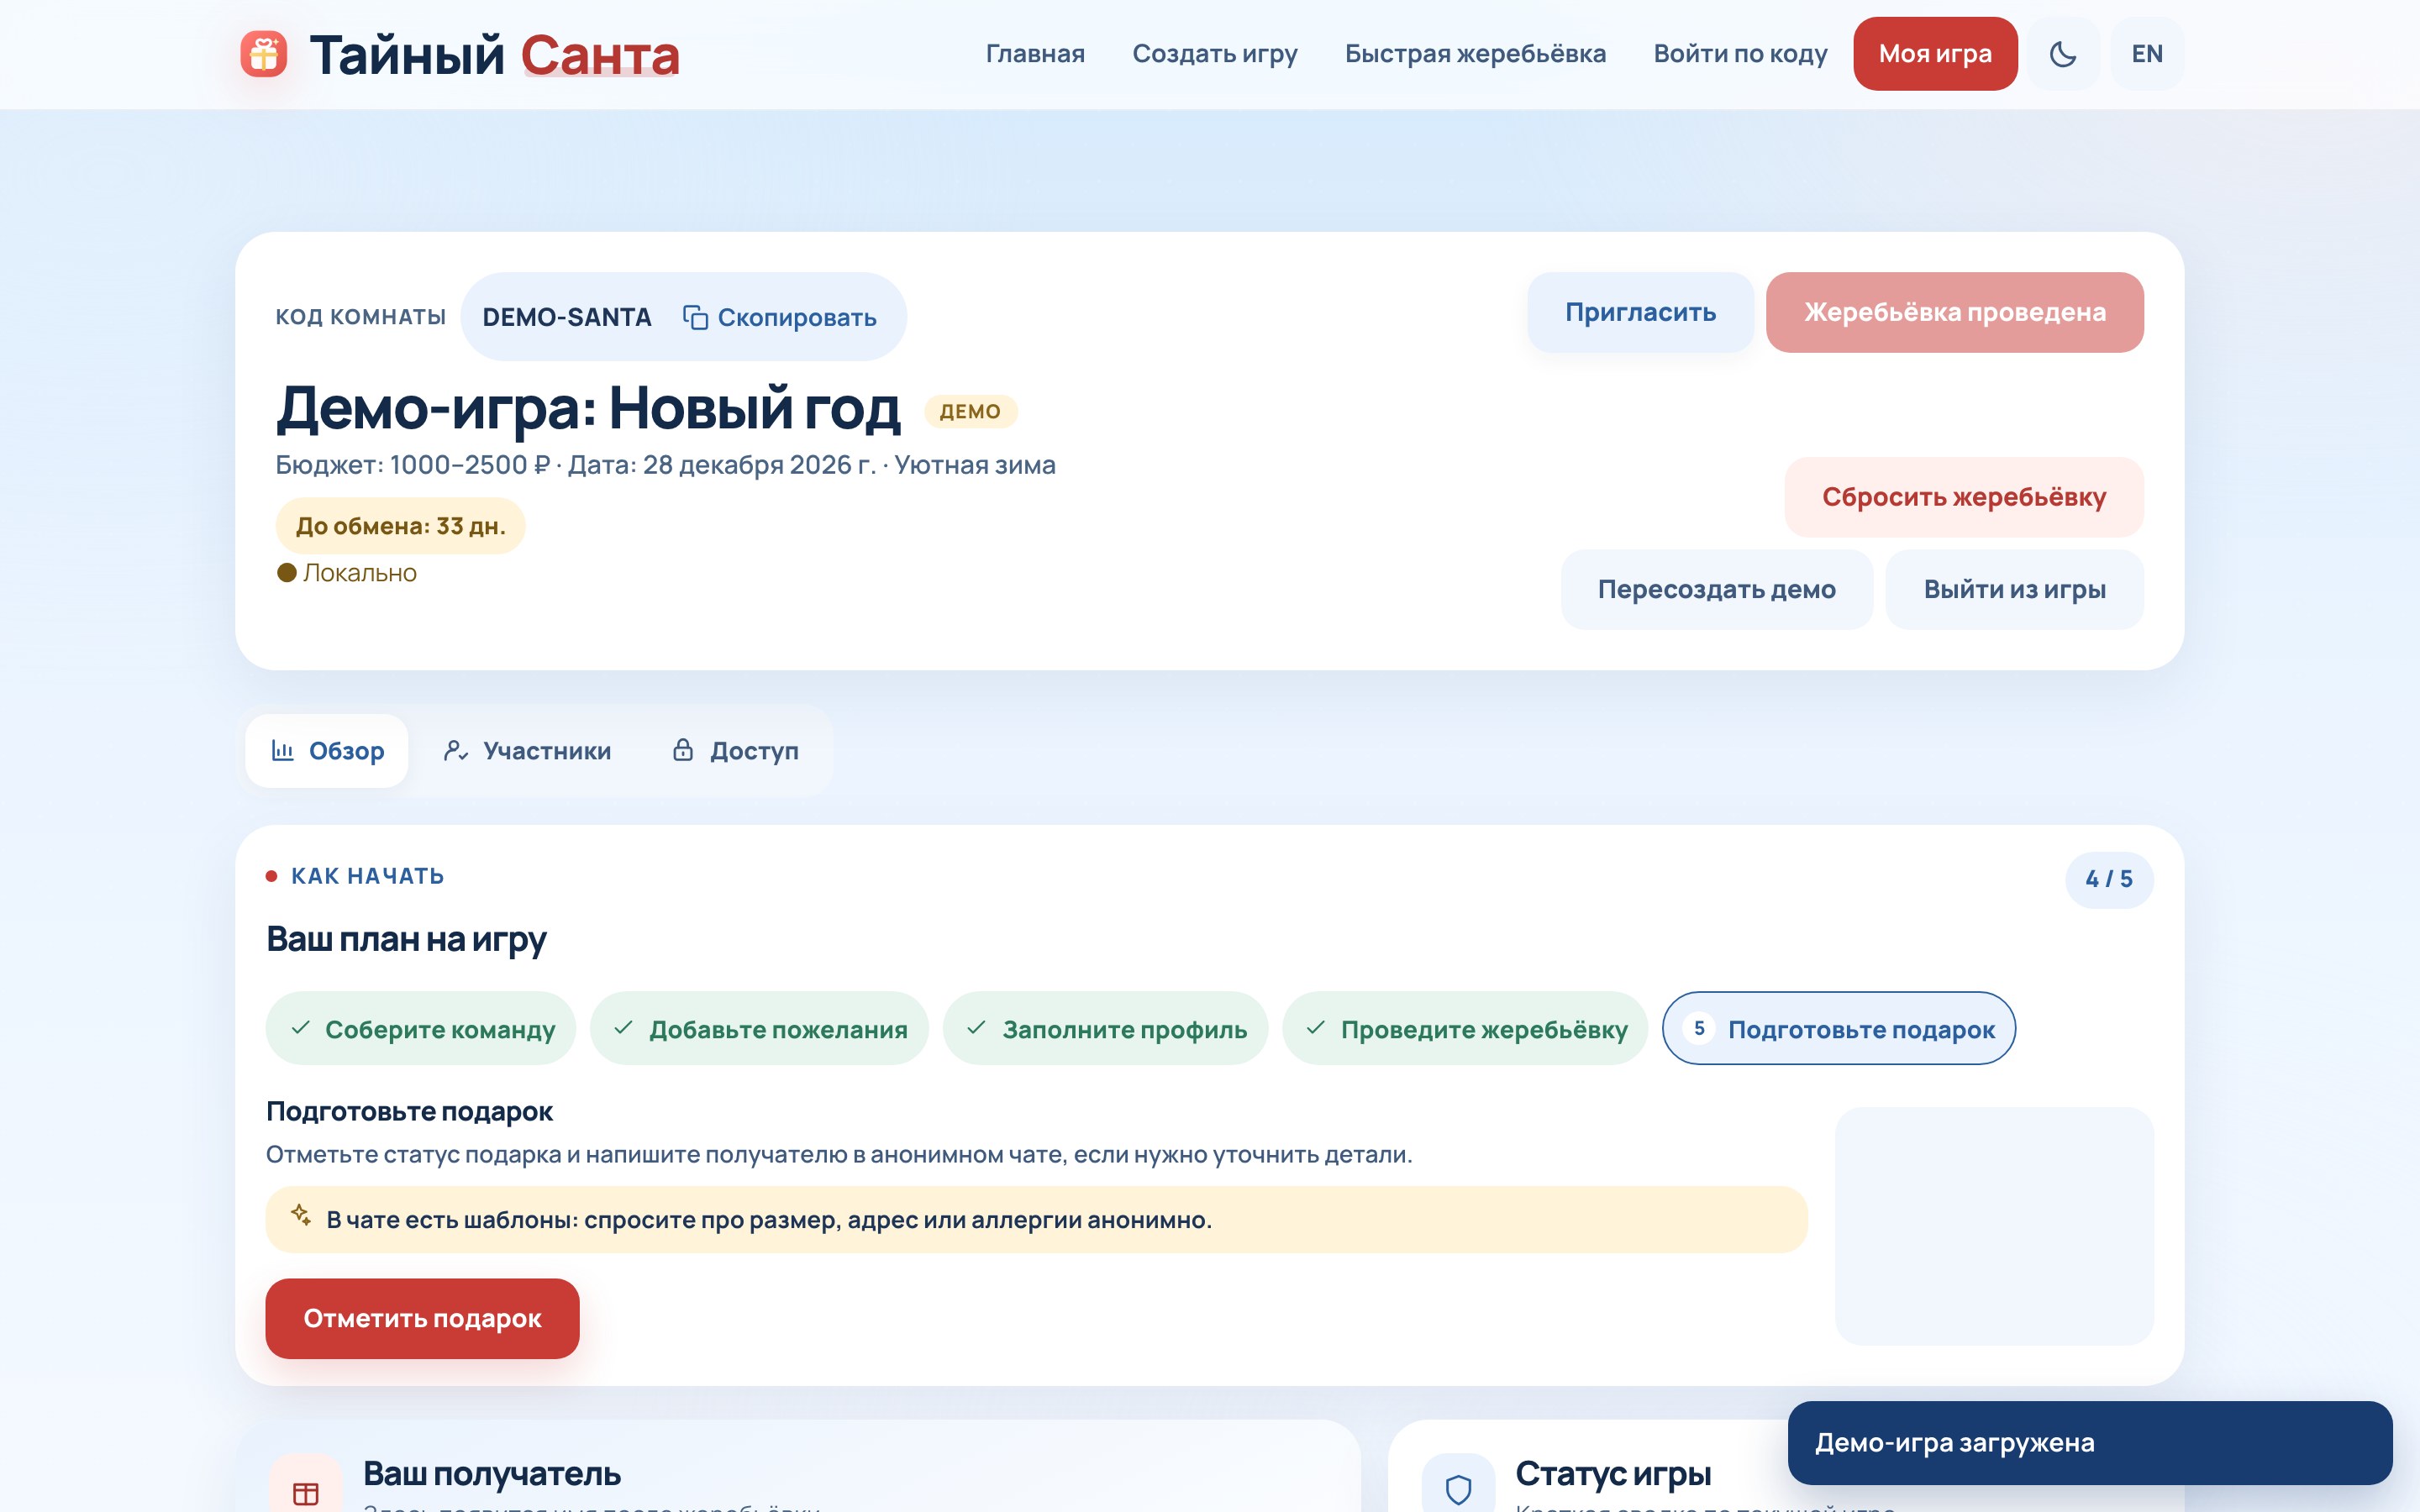 Тайный Санта
Главная
Создать игру
Быстрая жеребьёвка
Войти по коду
Моя игра
EN
КОД КОМНАТЫ
DEMO-SANTA
Скопировать
Пригласить
Жеребьёвка проведена
Демо-игра: Новый год
ДЕМО
Бюджет: 1000–2500 ₽ · Дата: 28 декабря 2026 г. · Уютная зима
До обмена: 33 дн.
Локально
Сбросить жеребьёвку
Пересоздать демо
Выйти из игры
Обзор
Участники
Доступ
КАК НАЧАТЬ
4 / 5
Ваш план на игру
Соберите команду
Добавьте пожелания
Заполните профиль
Проведите жеребьёвку
5 Подготовьте подарок
Подготовьте подарок
Отметьте статус подарка и напишите получателю в анонимном чате, если нужно уточнить детали.
В чате есть шаблоны: спросите про размер, адрес или аллергии анонимно.
Отметить подарок
Ваш получатель
Статус игры
Демо-игра загружена